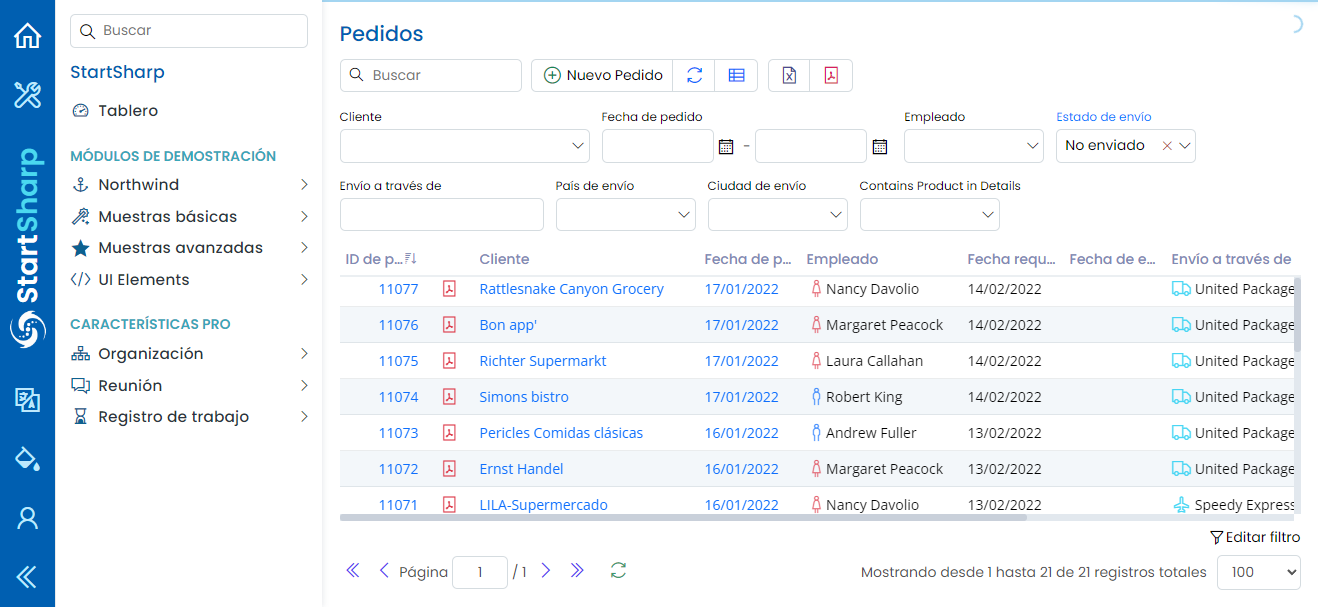 StartSharp
Buscar
StartSharp
Tablero
MÓDULOS DE DEMOSTRACIÓN
Northwind
Muestras básicas
Muestras avanzadas
UI Elements
CARACTERÍSTICAS PRO
Organización
Reunión
Registro de trabajo
Pedidos
Buscar Nuevo Pedido
Cliente Fecha de pedido Empleado Estado de envío
- No enviado
Envío a través de País de envío Ciudad de envío Contains Product in Details
ID de p... Cliente Fecha de p... Empleado Fecha requ... Fecha de e... Envío a través de
11077 Rattlesnake Canyon Grocery 17/01/2022 Nancy Davolio 14/02/2022 United Package
11076 Bon app' 17/01/2022 Margaret Peacock 14/02/2022 United Package
11075 Richter Supermarkt 17/01/2022 Laura Callahan 14/02/2022 United Package
11074 Simons bistro 17/01/2022 Robert King 14/02/2022 United Package
11073 Pericles Comidas clásicas 16/01/2022 Andrew Fuller 13/02/2022 United Package
11072 Ernst Handel 16/01/2022 Margaret Peacock 13/02/2022 United Package
11071 LILA-Supermercado 16/01/2022 Nancy Davolio 13/02/2022 Speedy Express
Editar filtro
Página 1 / 1 Mostrando desde 1 hasta 21 de 21 registros totales 100